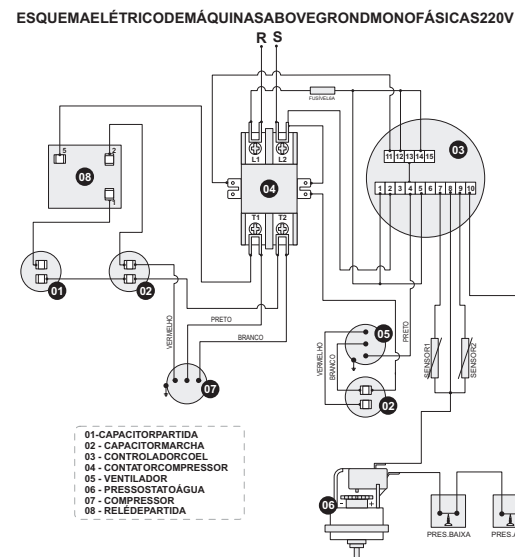 ESQUEMAELÉTRICODEMÁQUINASABOVEGRONDMONOFÁSICAS220V
R S
FUSIVEL6A
5 2
1
08
L1 L2
04
T1 T2
11 12 13 14 15
03
1 2 3 4 5 6 7 8 9 10
01
02
VERMELHO
PRETO
BRANCO
07
05
PRETO
VERMELHO
BRANCO
02
SENSOR1
SENSOR2
01-CAPACITORPARTIDA
02 - CAPACITORMARCHA
03 - CONTROLADORCOEL
04 - CONTATORCOMPRESSOR
05 - VENTILADOR
06 - PRESSOSTATOÁGUA
07 - COMPRESSOR
08 - RELÉDEPARTIDA
06
- +
PRES.BAIXA
PRES.A